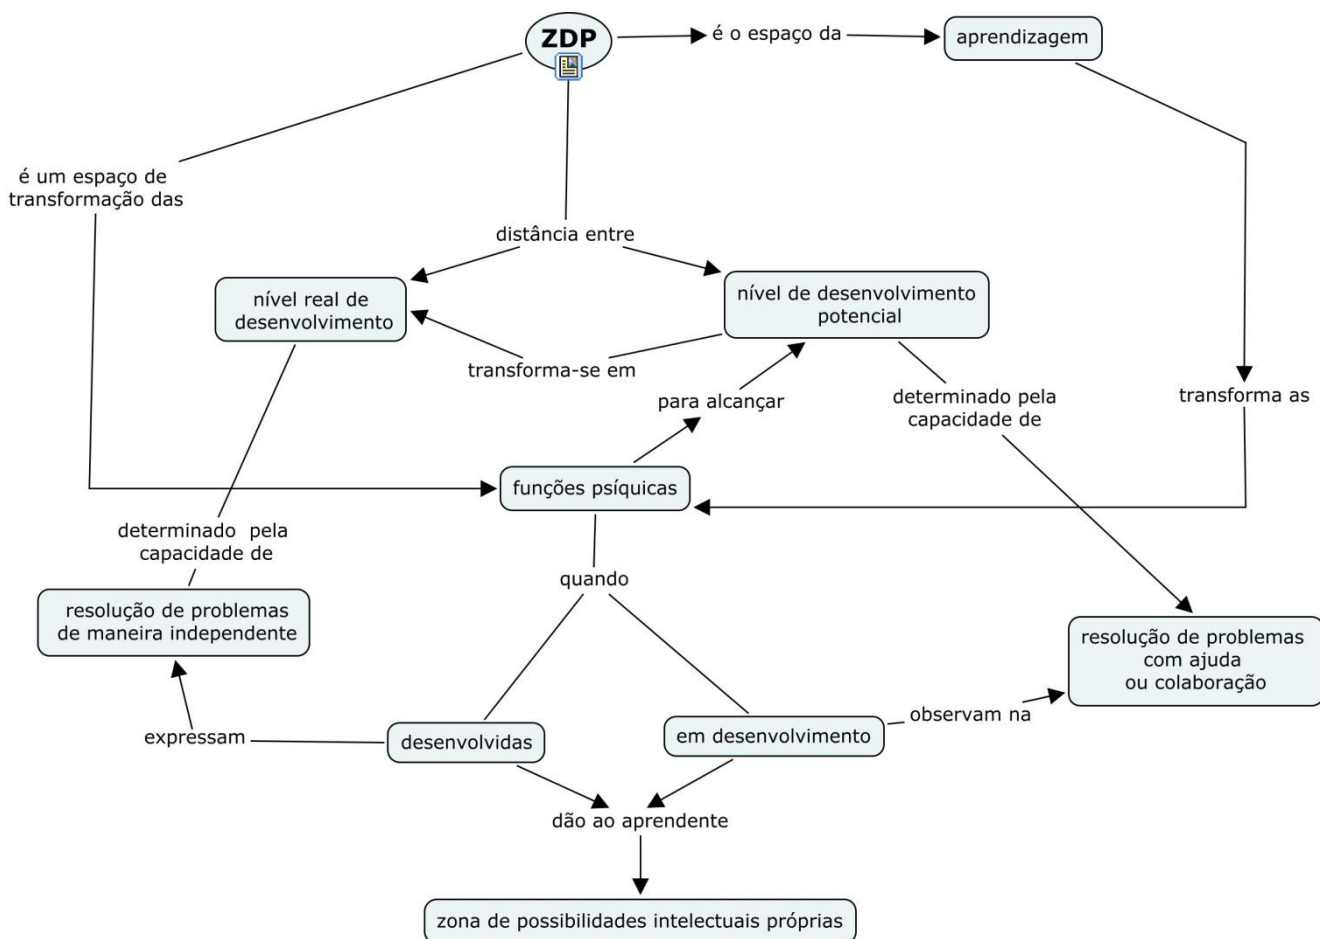 ZDP
é o espaço da
aprendizagem
é um espaço de
transformação das
distância entre
nível real de
desenvolvimento
nível de desenvolvimento
potencial
transforma-se em
para alcançar
determinado pela
capacidade de
transforma as
funções psíquicas
determinado pela
capacidade de
quando
resolução de problemas
de maneira independente
resolução de problemas
com ajuda
ou colaboração
expressam
desenvolvidas
em desenvolvimento
observam na
dão ao aprendente
zona de possibilidades intelectuais próprias